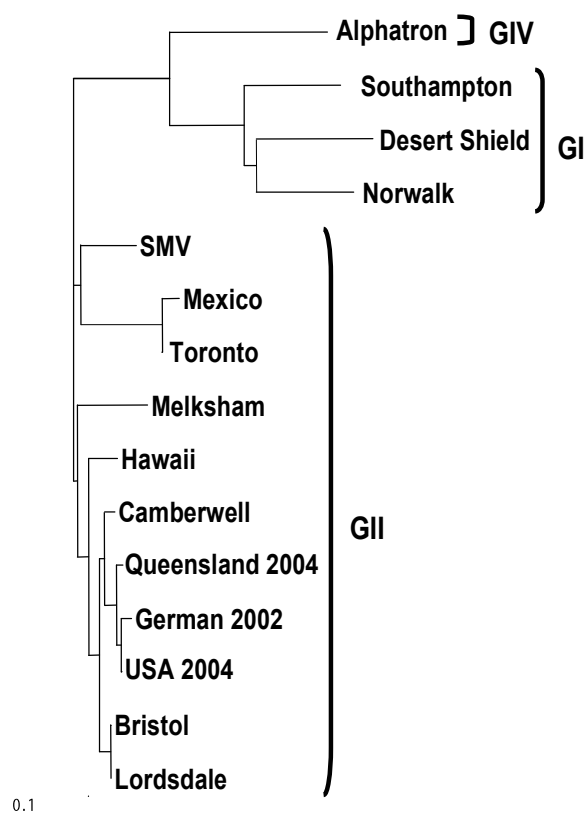 Alphatron GIV
Southampton
Desert Shield
GI
Norwalk
SMV
Mexico
Toronto
Melksham
Hawaii
Camberwell
GII
Queensland 2004
German 2002
USA 2004
Bristol
Lordsdale
0.1